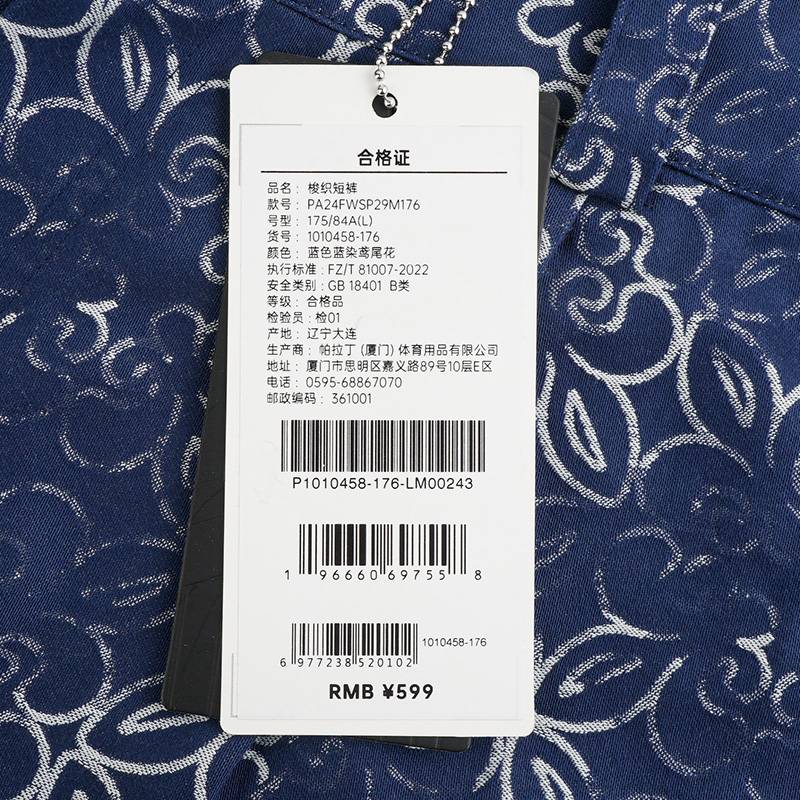 合格证
品名：梭织短裤
款号：PA24FWSP29M176
号型：175/84A(L)
货号：1010458-176
颜色：蓝色蓝染鸢尾花
执行标准：FZ/T 81007-2022
安全类别：GB 18401 B类
等级：合格品
检验员：检01
产地：辽宁大连
生产商：帕拉丁（厦门）体育用品有限公司
地址：厦门市思明区嘉义路89号10层E区
电话：0595-68867070
邮政编码：361001
P1010458-176-LM00243
1 96660 69755 8
1010458-176
6 977238 520102
RMB ¥599